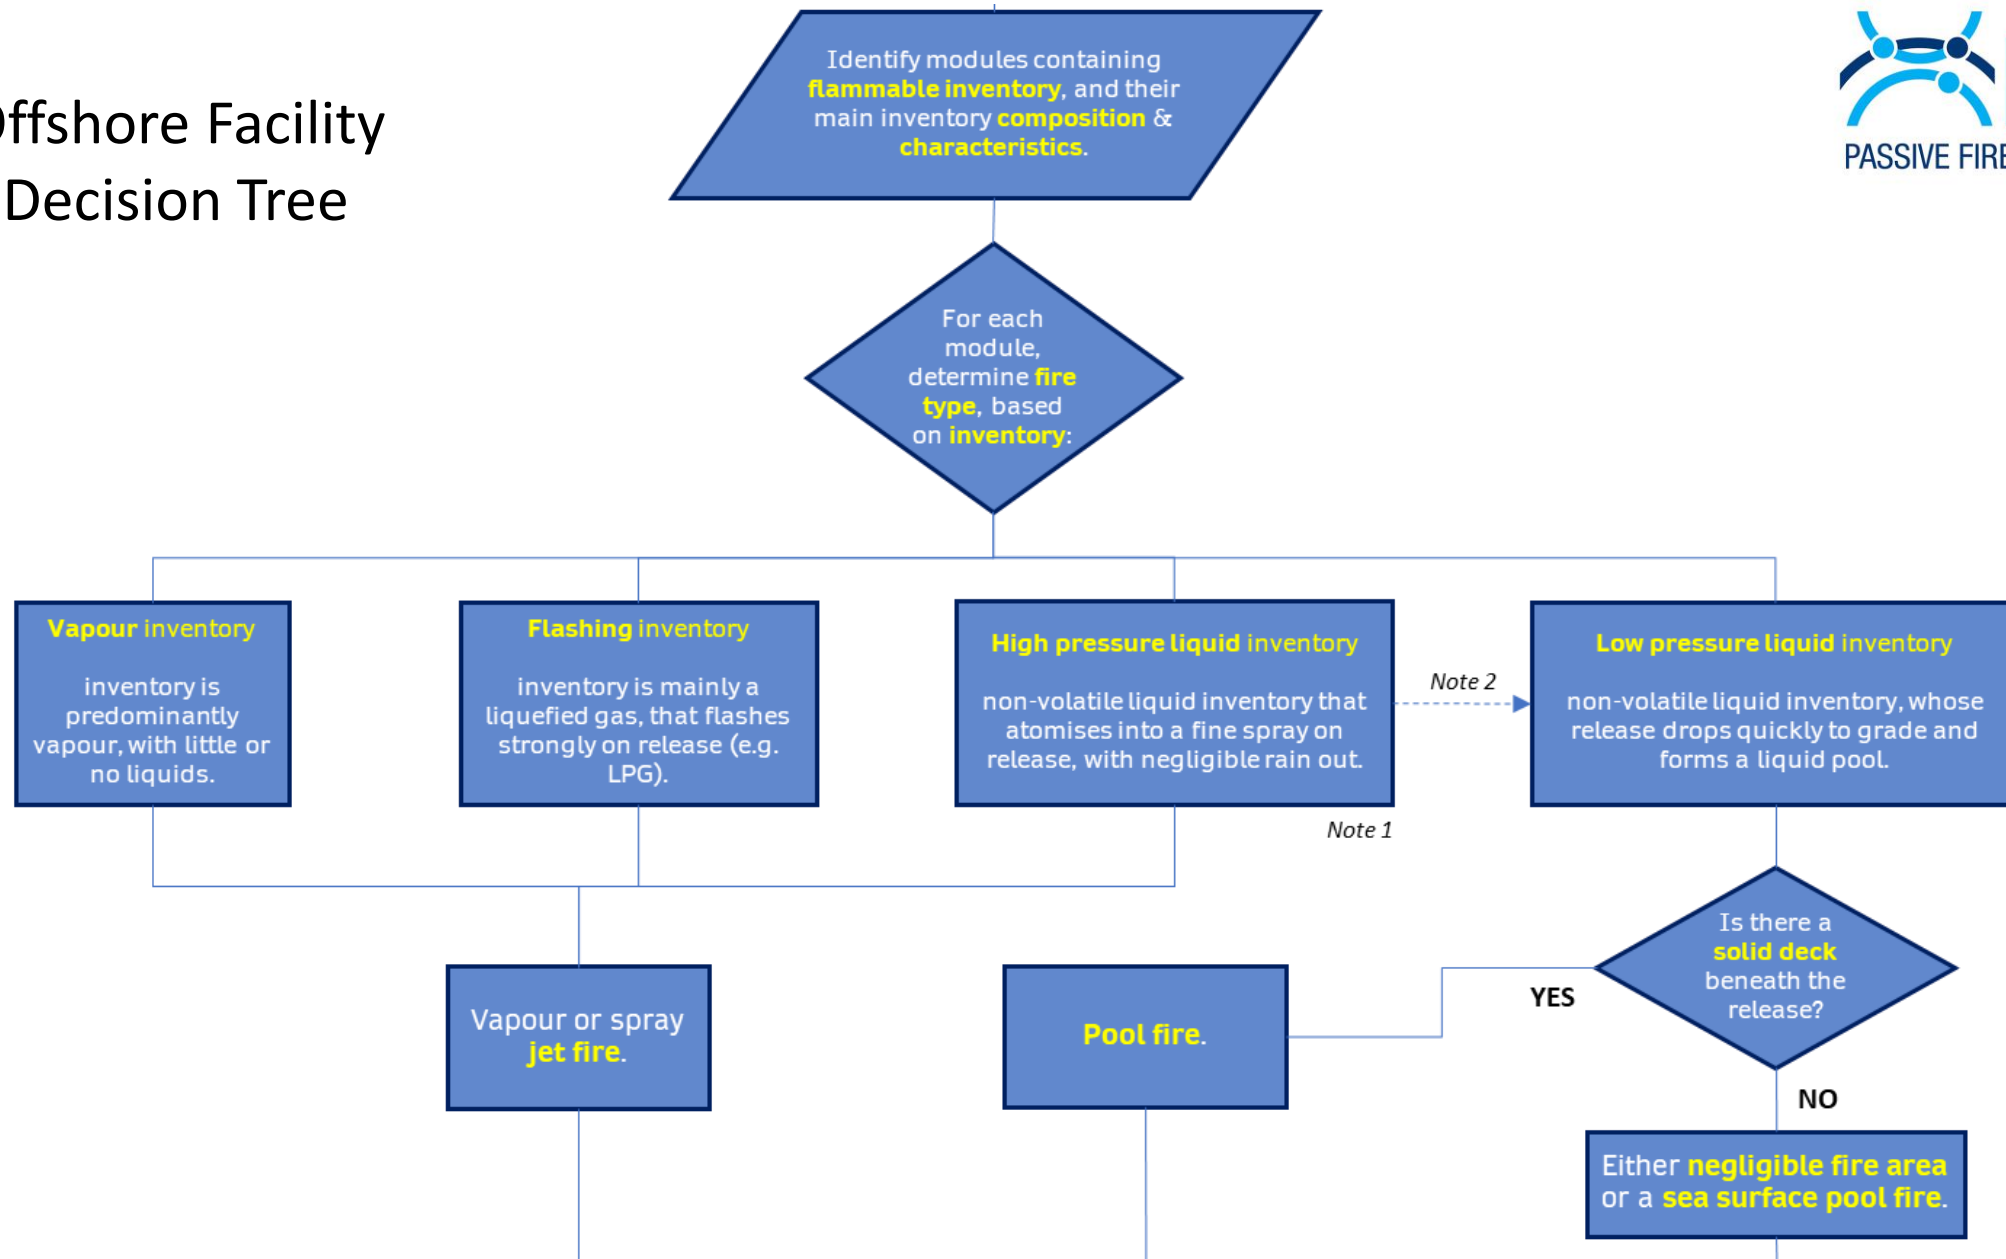 Offshore Facility
Decision Tree
PASSIVE FIRE
Identify modules containing
flammable inventory, and their
main inventory composition &
characteristics.
For each
module,
determine fire
type, based
on inventory:
Vapour inventory
inventory is
predominantly
vapour, with little or
no liquids.
Flashing inventory
inventory is mainly a
liquefied gas, that flashes
strongly on release (e.g.
LPG).
High pressure liquid inventory
non-volatile liquid inventory that
atomises into a fine spray on
release, with negligible rain out.
Note 1
Note 2
Low pressure liquid inventory
non-volatile liquid inventory, whose
release drops quickly to grade and
forms a liquid pool.
Is there a
solid deck
beneath the
release?
YES
NO
Vapour or spray
jet fire.
Pool fire.
Either negligible fire area
or a sea surface pool fire.